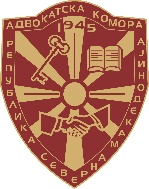 АДВОКАТСКА КОМОРА
1945
РЕПУБЛИКА СЕВЕРНА МАКЕДОНИЈА